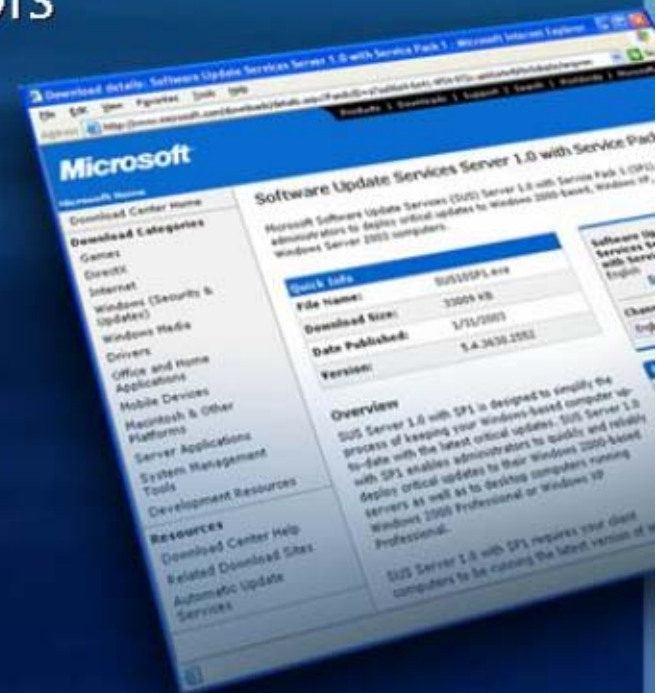 ors
Download details: Software Update Services Server 1.0 with Service Pack 1 - Microsoft Internet Explorer
File Edit View Favorites Tools Help
Address
Products | Downloads | Support | Search | Worldwide | Microsoft
Microsoft
Microsoft Home
Download Center Home
Download Categories
Games
DirectX
Internet
Windows (Security &
Updates)
Windows Media
Drivers
Office and Home
Applications
Mobile Devices
Macintosh & Other
Platforms
Server Applications
System Management
Tools
Development Resources
Resources
Download Center Help
Related Download Sites
Automatic Update
Services
Software Update Services Server 1.0 with Service Pack
Microsoft Software Update Services (SUS) Server 1.0 with Service Pack 1 (SP1)
administrators to deploy critical updates to Windows 2000-based, Windows XP,
Windows Server 2003 computers.
Quick Info
File Name: SUS10SP1.exe
Download Size: 33009 KB
Date Published: 1/31/2003
Version: 5.4.3630.2552
Software Up
Services Se
with Servic
English
Chan
Engl
Overview
SUS Server 1.0 with SP1 is designed to simplify the
process of keeping your Windows-based computer up-
to-date with the latest critical updates. SUS Server 1.0
with SP1 enables administrators to quickly and reliably
deploy critical updates to their Windows 2000-based
servers as well as to desktop computers running
Windows 2000 Professional or Windows XP
Professional.
SUS Server 1.0 with SP1 requires your client
computers to be running the latest version of